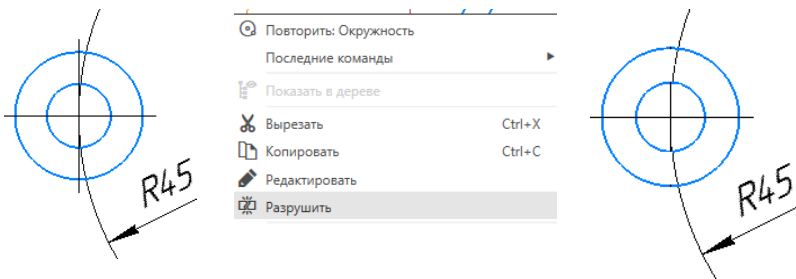 R45
Повторить: Окружность
Последние команды
Показать в дереве
Вырезать Ctrl+X
Копировать Ctrl+C
Редактировать
Разрушить
R45